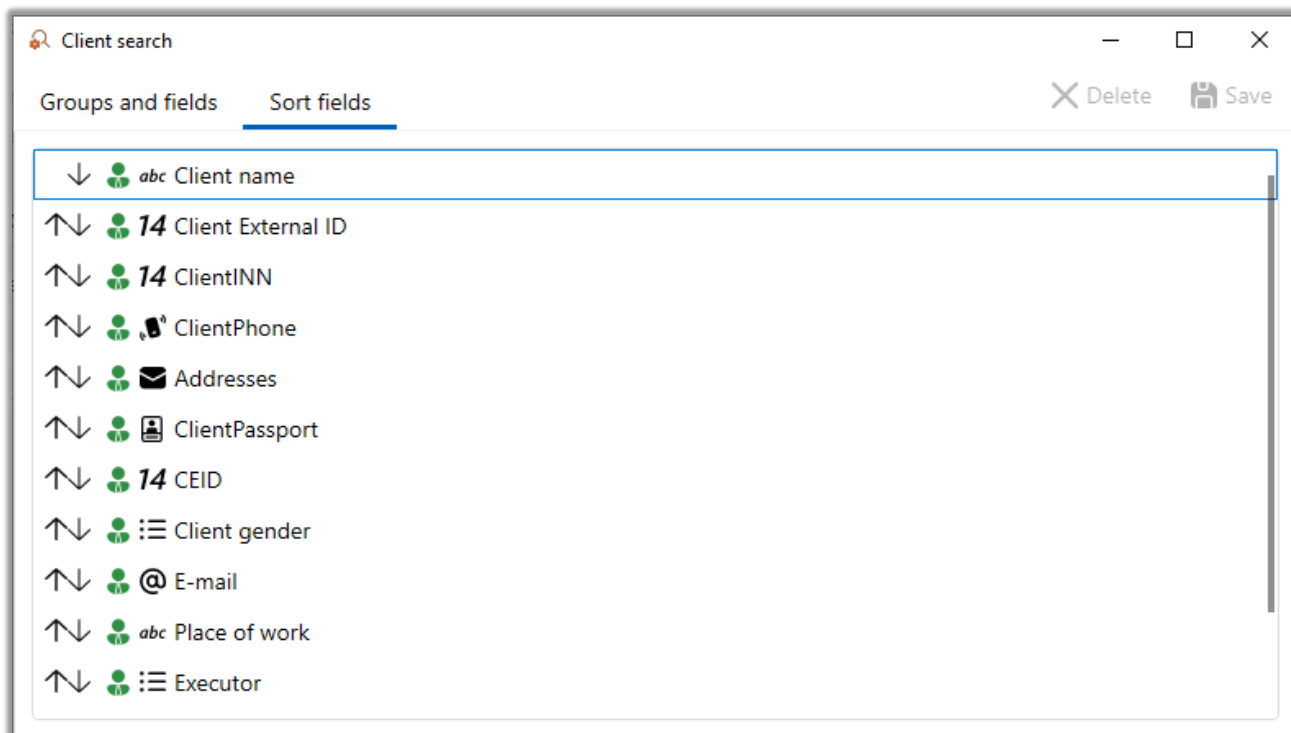 Client search
Groups and fields Sort fields Delete Save
abc Client name
14 Client External ID
14 ClientINN
ClientPhone
Addresses
ClientPassport
14 CEID
Client gender
@ E-mail
abc Place of work
Executor